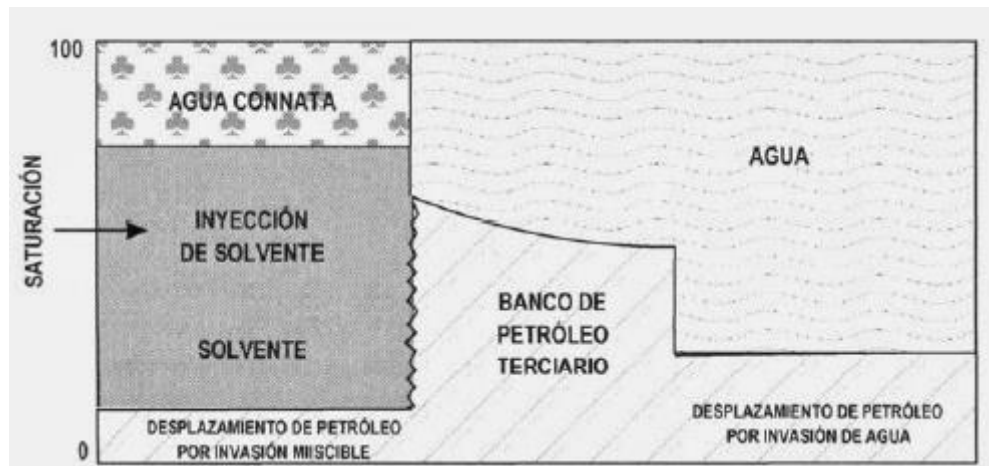 100
AGUA CONNATA
AGUA
SATURACIÓN
INYECCIÓN
DE SOLVENTE
SOLVENTE
BANCO DE
PETRÓLEO
TERCIARIO
DESPLAZAMIENTO DE PETRÓLEO
POR INVASIÓN MIISCIBLE
DESPLAZAMIENTO DE PETRÓLEO
POR INVASIÓN DE AGUA
0